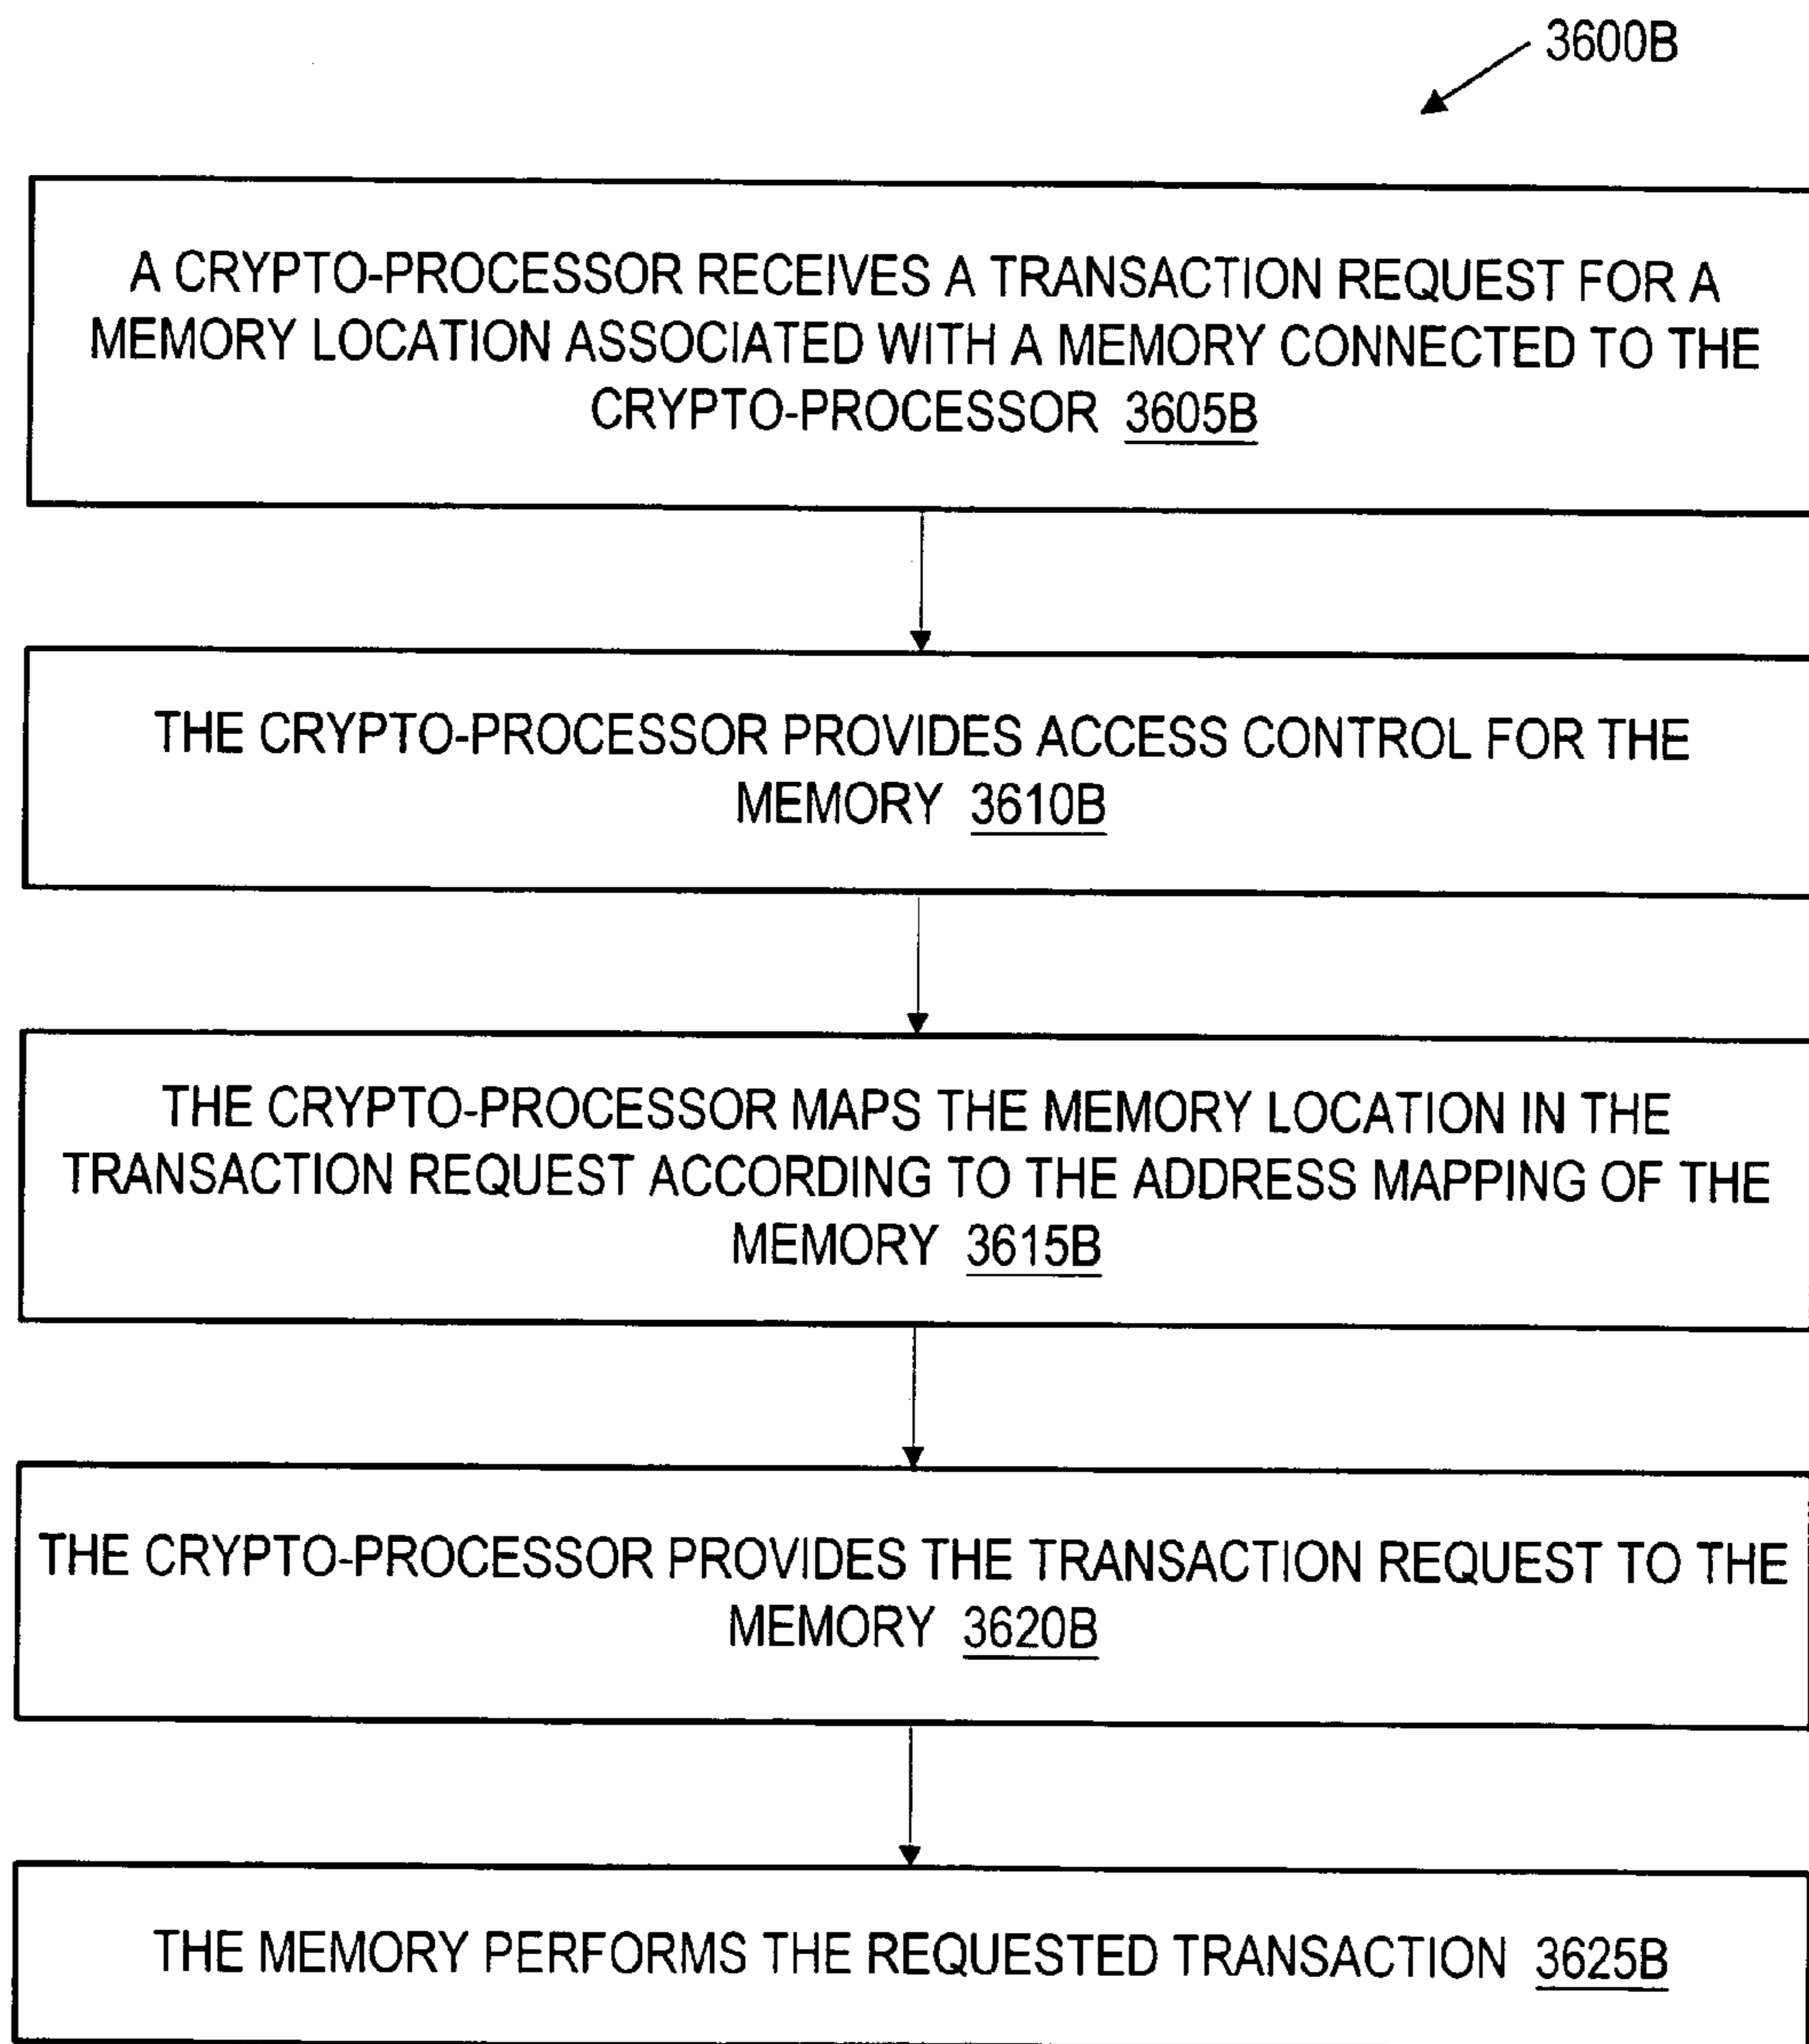 3600B
A CRYPTO-PROCESSOR RECEIVES A TRANSACTION REQUEST FOR A
MEMORY LOCATION ASSOCIATED WITH A MEMORY CONNECTED TO THE
CRYPTO-PROCESSOR 3605B
THE CRYPTO-PROCESSOR PROVIDES ACCESS CONTROL FOR THE
MEMORY 3610B
THE CRYPTO-PROCESSOR MAPS THE MEMORY LOCATION IN THE
TRANSACTION REQUEST ACCORDING TO THE ADDRESS MAPPING OF THE
MEMORY 3615B
THE CRYPTO-PROCESSOR PROVIDES THE TRANSACTION REQUEST TO THE
MEMORY 3620B
THE MEMORY PERFORMS THE REQUESTED TRANSACTION 3625B